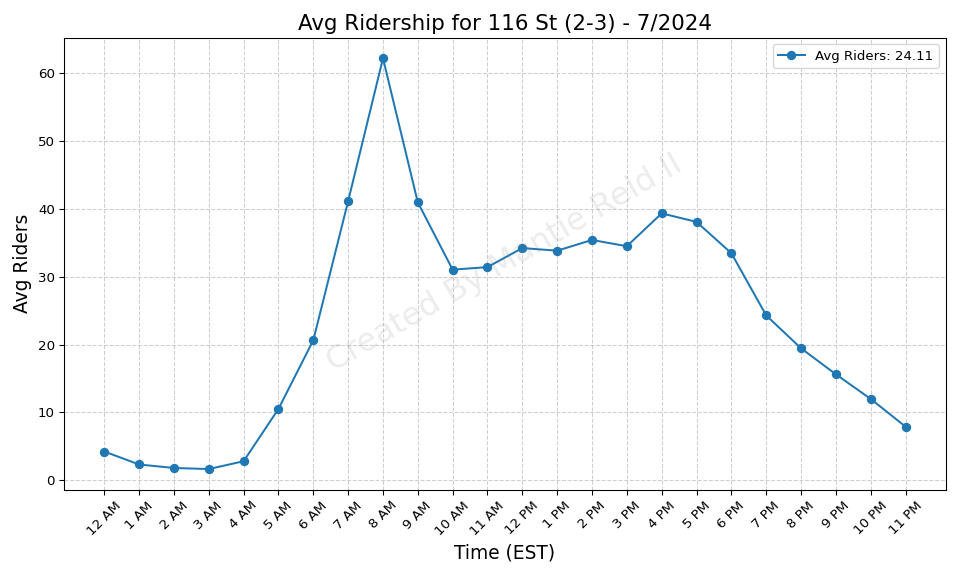 Avg Ridership for 116 St (2-3) - 7/2024
Avg Riders: 24.11
Avg Riders
60
50
40
30
20
10
0
Created By Mantie Reid II
12 AM
1 AM
2 AM
3 AM
4 AM
5 AM
6 AM
7 AM
8 AM
9 AM
10 AM
11 AM
12 PM
1 PM
2 PM
3 PM
4 PM
5 PM
6 PM
7 PM
8 PM
9 PM
10 PM
11 PM
Time (EST)